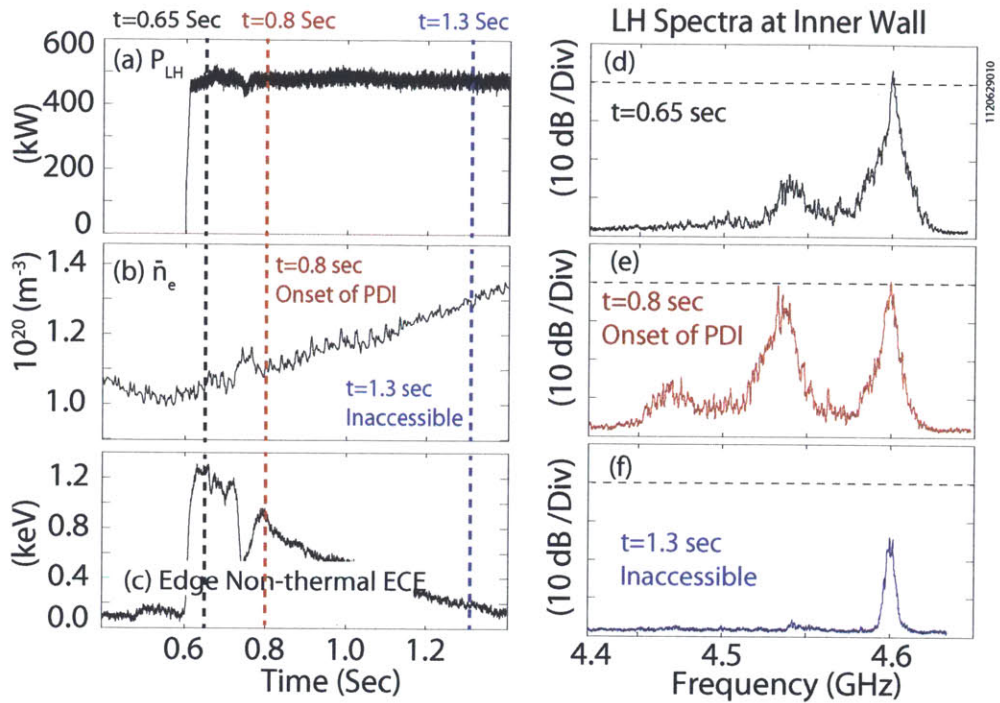 t=0.65 Sec
t=0.8 Sec
t=1.3 Sec
600
400
200
0
(kW)
(a) P_LH
1.4
1.2
1.0
10^20 (m^-3)
(b) n̄_e
t=0.8 sec
Onset of PDI
t=1.3 sec
Inaccessible
1.2
0.8
0.4
0.0
(keV)
(c) Edge Non-thermal ECE
0.6
0.8
1.0
1.2
Time (Sec)
LH Spectra at Inner Wall
(d)
t=0.65 sec
(10 dB /Div)
1120629010
(e)
t=0.8 sec
Onset of PDI
(10 dB /Div)
(f)
t=1.3 sec
Inaccessible
(10 dB /Div)
4.4
4.5
4.6
Frequency (GHz)